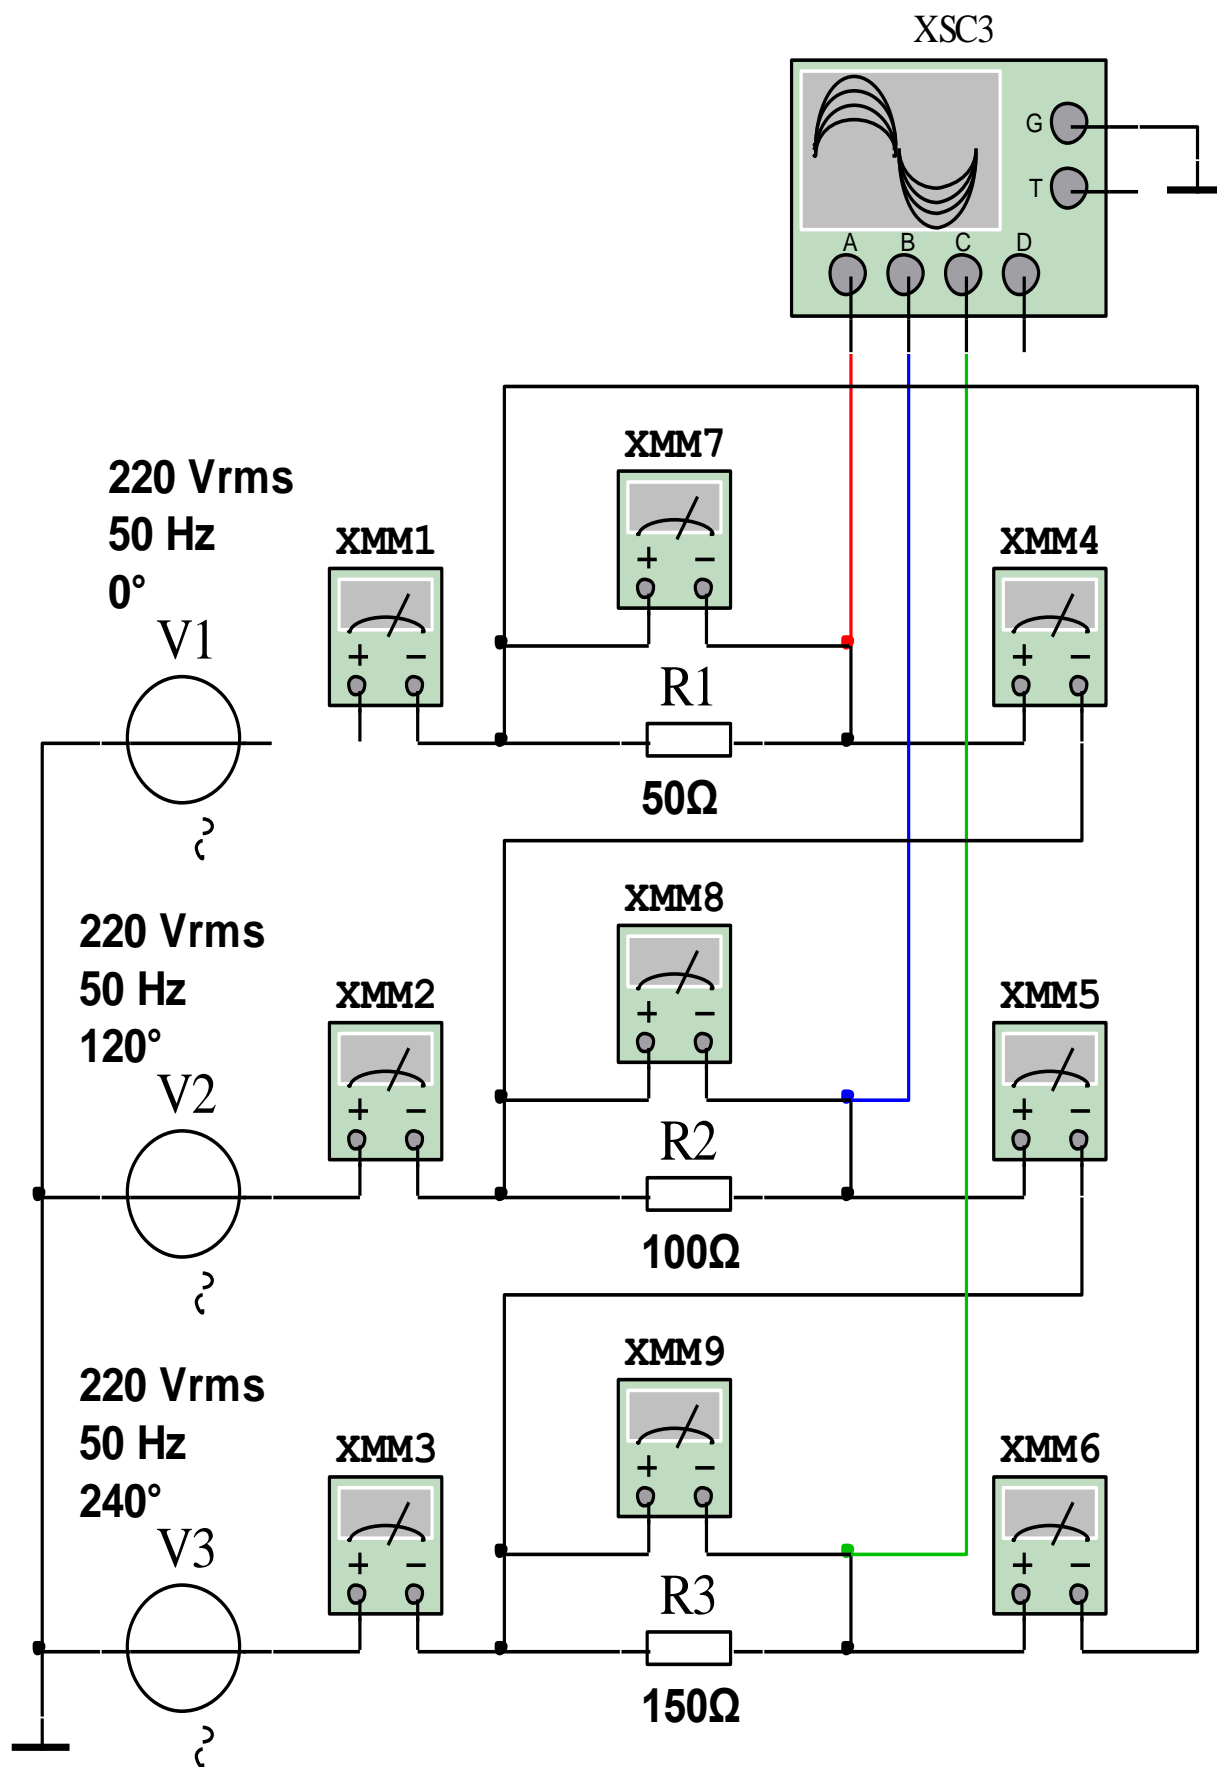 XSC3
G
T
A B C D
XMM7
220 Vrms
50 Hz
0°
V1
XMM1
XMM4
+ −
+ −
+ −
R1
50Ω
XMM8
220 Vrms
50 Hz
120°
V2
XMM2
XMM5
+ −
+ −
+ −
R2
100Ω
XMM9
220 Vrms
50 Hz
240°
V3
XMM3
XMM6
+ −
+ −
+ −
R3
150Ω